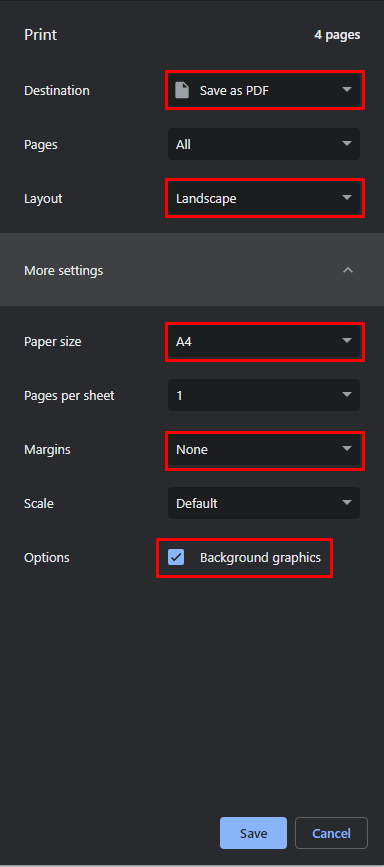 Print 4 pages
Destination Save as PDF
Pages All
Layout Landscape
More settings
Paper size A4
Pages per sheet 1
Margins None
Scale Default
Options Background graphics
Save Cancel